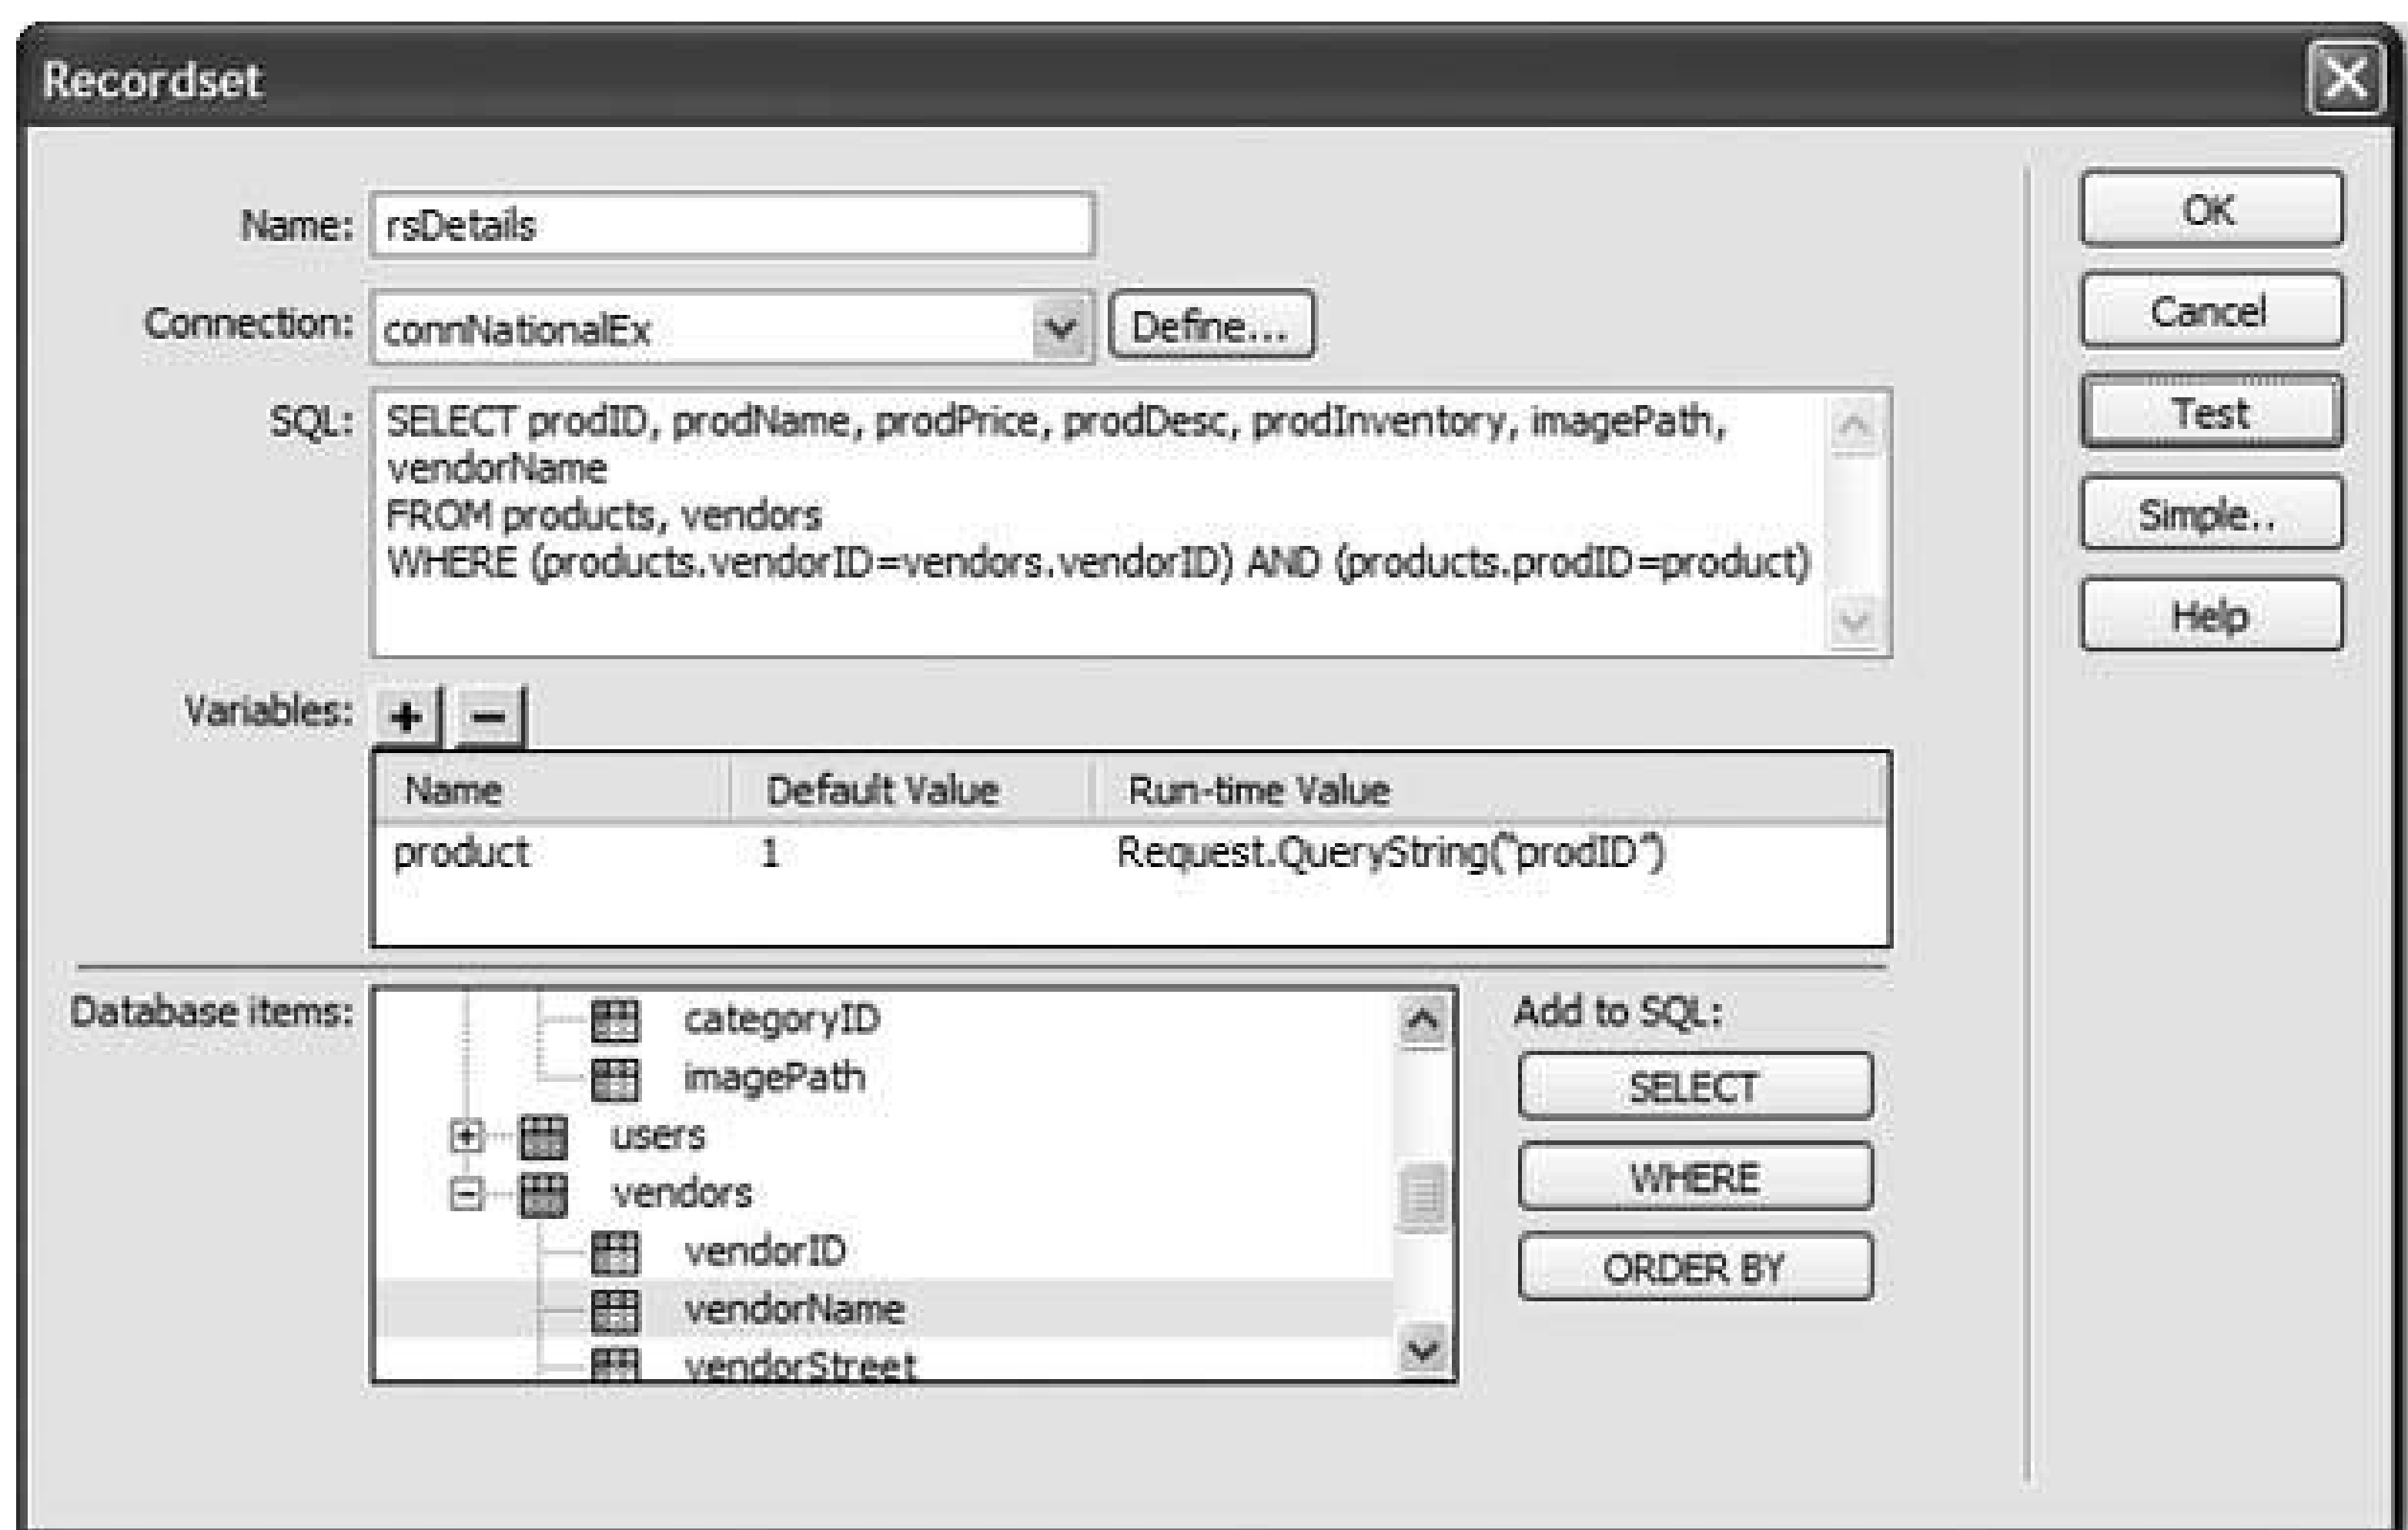 Recordset
Name: rsDetails
OK
Connection: connNationalEx Define...
Cancel
SQL: SELECT prodID, prodName, prodPrice, prodDesc, prodInventory, imagePath,
vendorName
FROM products, vendors
WHERE (products.vendorID=vendors.vendorID) AND (products.prodID=product)
Test
Simple..
Help
Variables: + -
Name Default Value Run-time Value
product 1 Request.QueryString("prodID")
Database items:
categoryID
imagePath
users
vendors
vendorID
vendorName
vendorStreet
Add to SQL:
SELECT
WHERE
ORDER BY